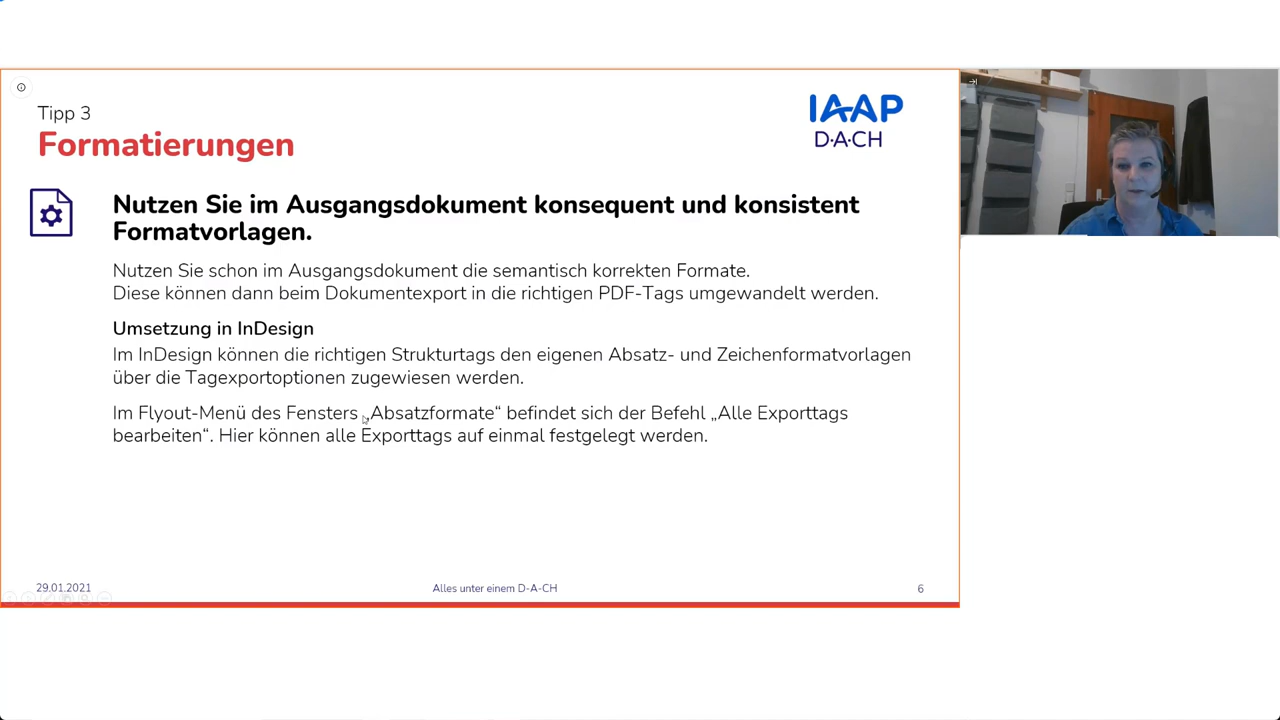 Tipp 3
Formatierungen
IAAP
D·A·CH
Nutzen Sie im Ausgangsdokument konsequent und konsistent
Formatvorlagen.
Nutzen Sie schon im Ausgangsdokument die semantisch korrekten Formate.
Diese können dann beim Dokumentexport in die richtigen PDF-Tags umgewandelt werden.
Umsetzung in InDesign
Im InDesign können die richtigen Strukturtags den eigenen Absatz- und Zeichenformatvorlagen
über die Tagexportoptionen zugewiesen werden.
Im Flyout-Menü des Fensters „Absatzformate“ befindet sich der Befehl „Alle Exporttags
bearbeiten“. Hier können alle Exporttags auf einmal festgelegt werden.
29.01.2021
Alles unter einem D-A-CH
6